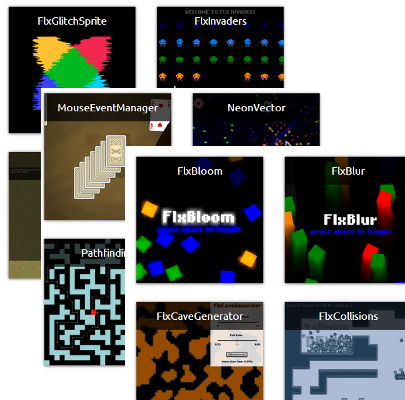 FlxGlitchSprite
FlxInvaders
WELCOME TO FLX INVADERS
MouseEventManager
NeonVector
FlxBloom
FlxBloom
press space to toggle
FlxBlur
FlxBlur
press space to toggle
Pathfindin
FlxCaveGenerator
FlxCollisions